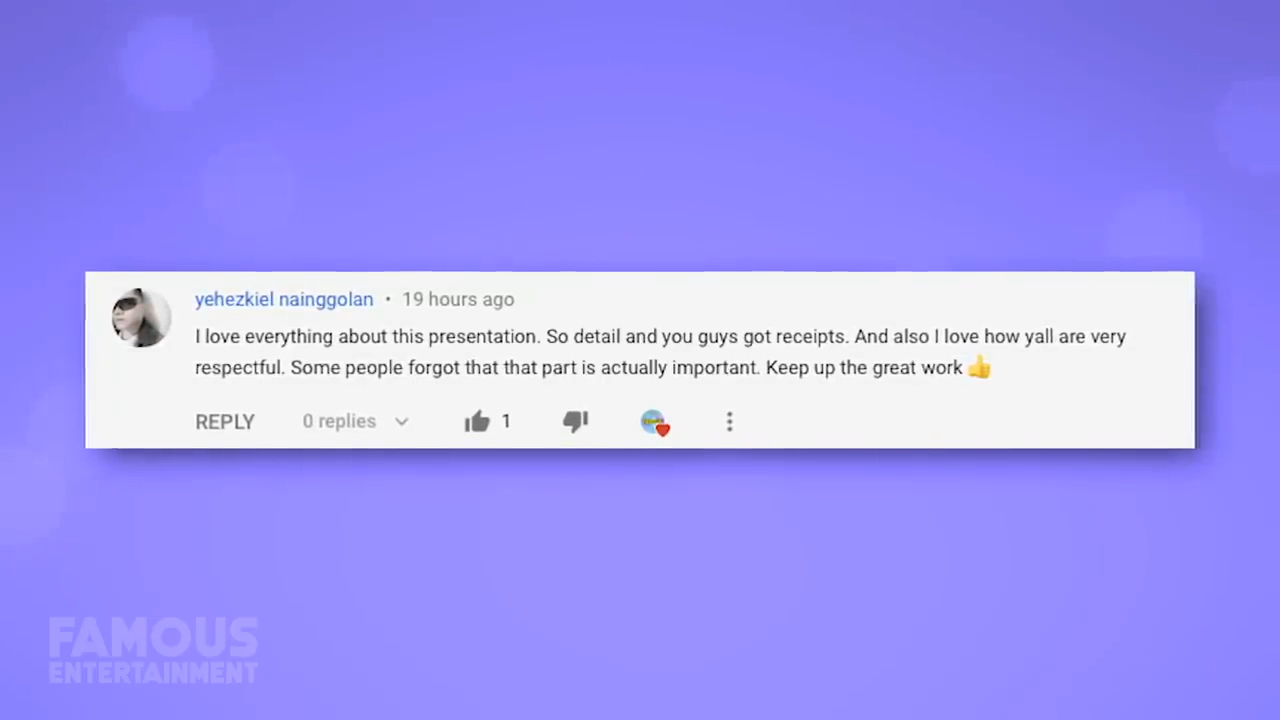 yehezkiel nainggolan • 19 hours ago
I love everything about this presentation. So detail and you guys got receipts. And also I love how yall are very
respectful. Some people forgot that that part is actually important. Keep up the great work 👍
REPLY 0 replies 1
FAMOUS
ENTERTAINMENT